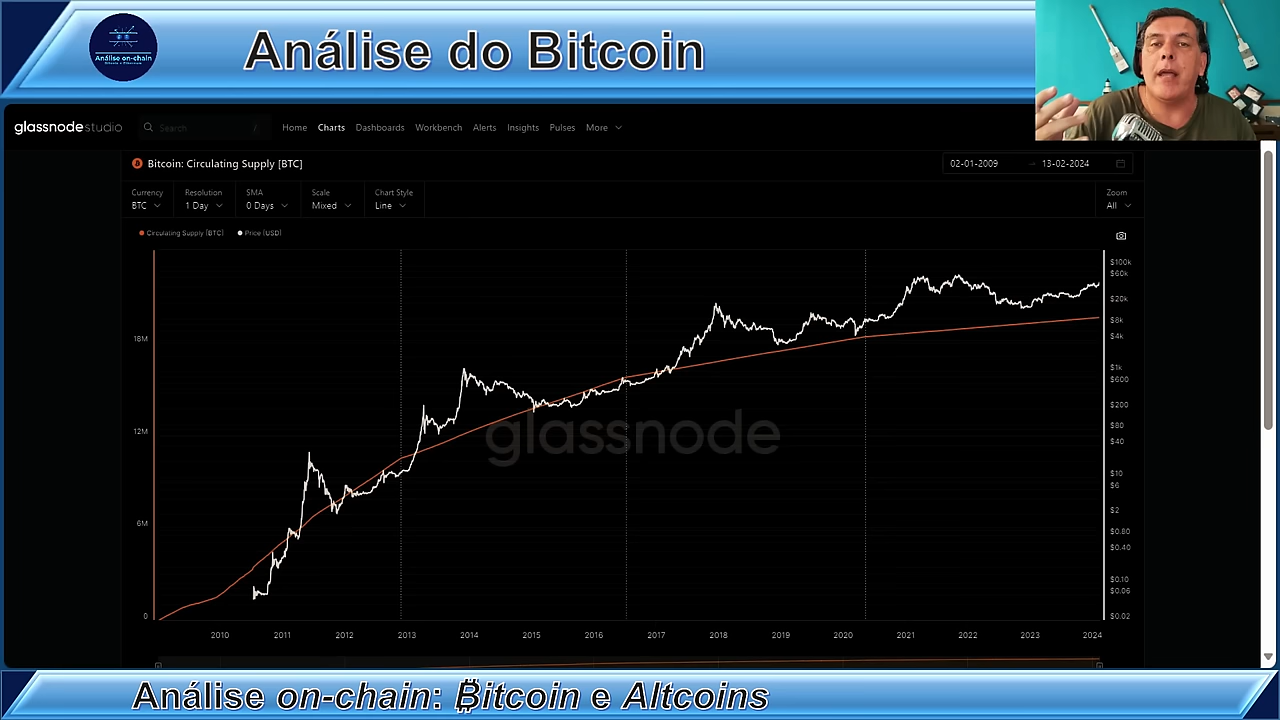 Análise on-chain
Bitcoin e Ethereum
Análise do Bitcoin
glassnode studio
Search /
Home Charts Dashboards Workbench Alerts Insights Pulses More
Bitcoin: Circulating Supply [BTC]
02-01-2009 → 13-02-2024
Currency Resolution SMA Scale Chart Style Zoom
BTC 1 Day 0 Days Mixed Line All
Circulating Supply [BTC] Price [USD]
18M
12M
6M
0
$100k
$60k
$20k
$8k
$4k
$1k
$600
$200
$80
$40
$10
$6
$2
$0.80
$0.40
$0.10
$0.06
$0.02
glassnode
2010 2011 2012 2013 2014 2015 2016 2017 2018 2019 2020 2021 2022 2023 2024
Análise on-chain: ₿itcoin e Altcoins